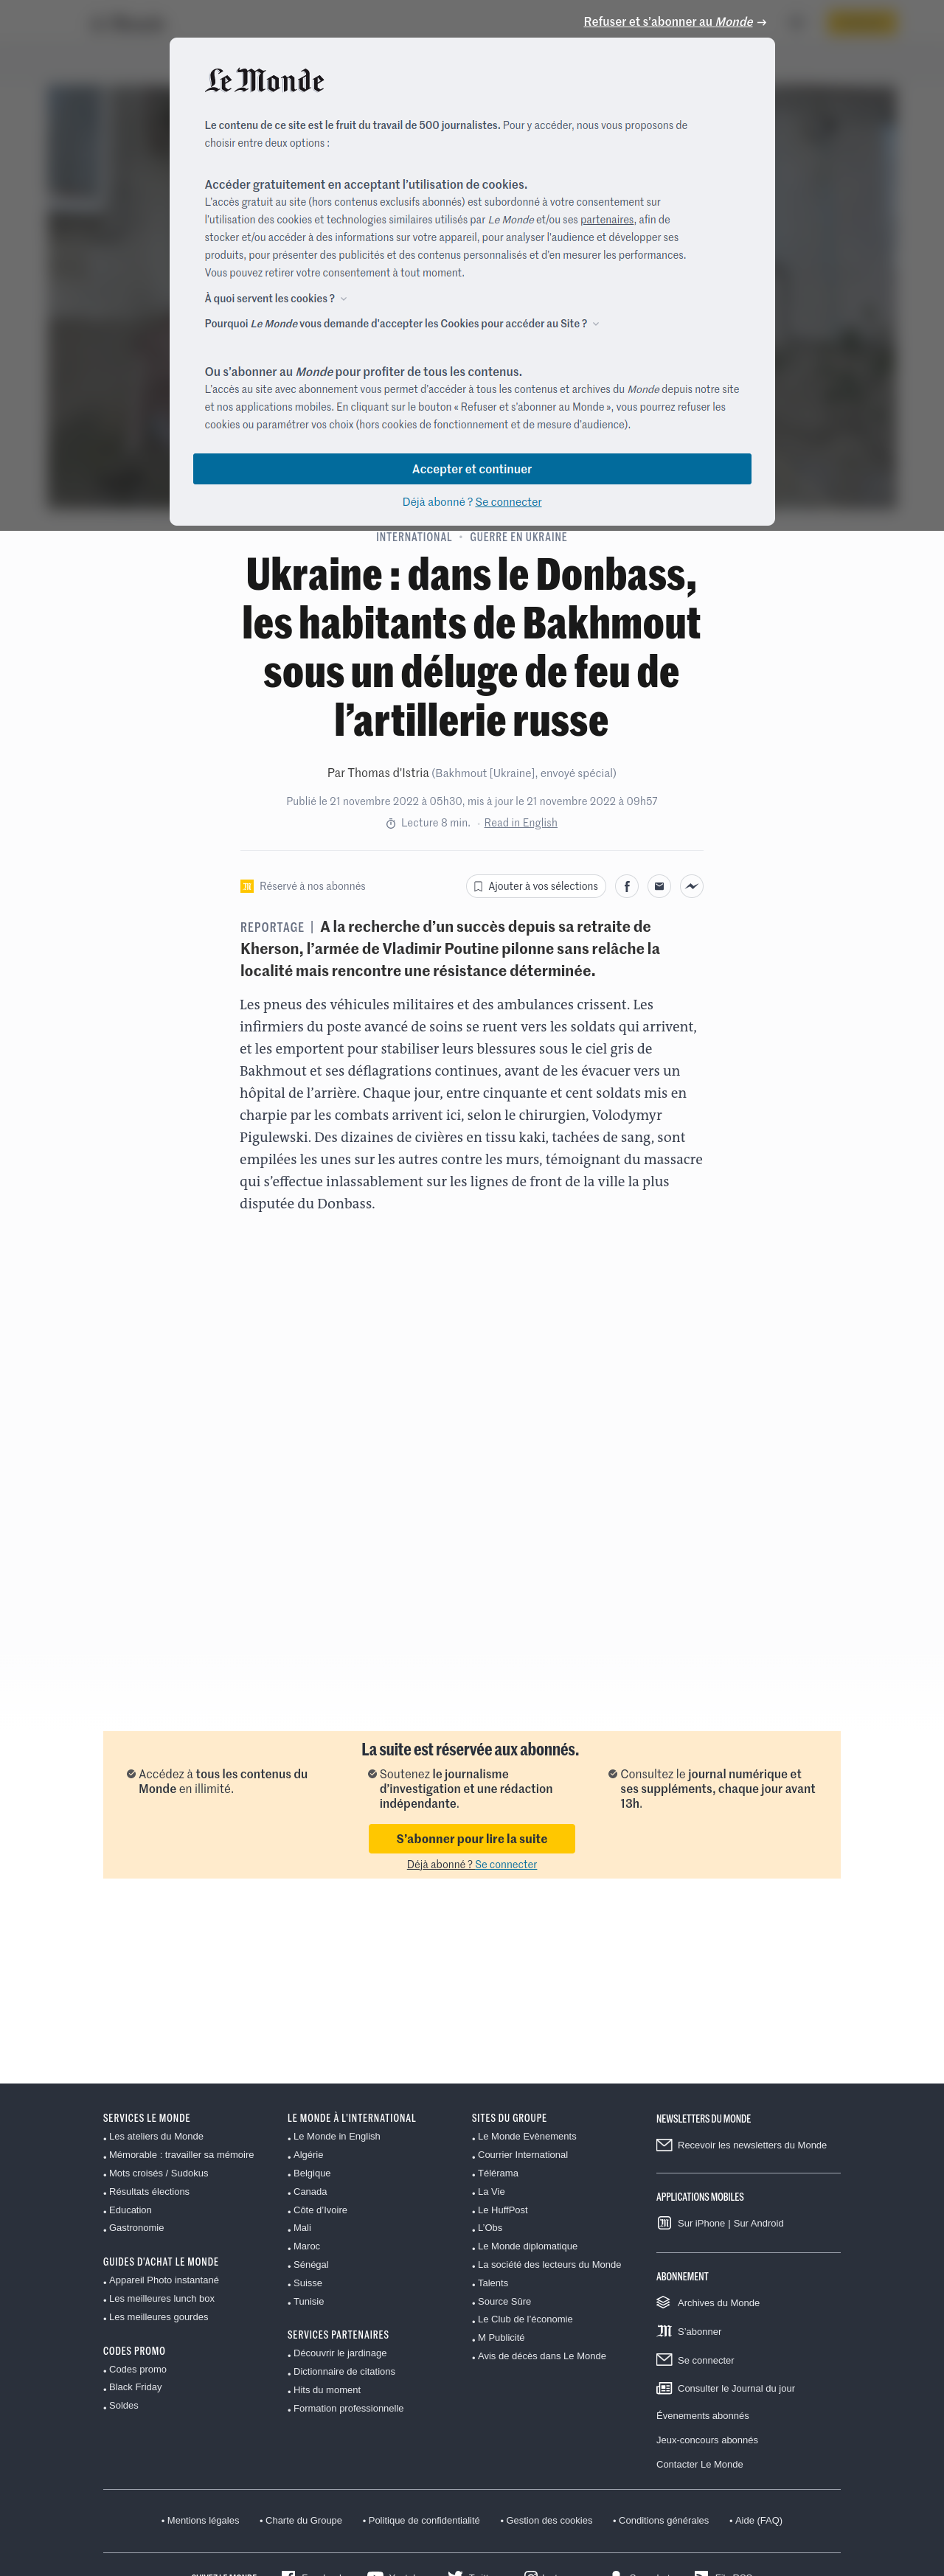 Refuser et s'abonner au Monde →
Le Monde
Le contenu de ce site est le fruit du travail de 500 journalistes. Pour y accéder, nous vous proposons de
choisir entre deux options :
Accéder gratuitement en acceptant l'utilisation de cookies.
L'accès gratuit au site (hors contenus exclusifs abonnés) est subordonné à votre consentement sur
l'utilisation des cookies et technologies similaires utilisés par Le Monde et/ou ses partenaires, afin de
stocker et/ou accéder à des informations sur votre appareil, pour analyser l'audience et développer ses
produits, pour présenter des publicités et des contenus personnalisés et d'en mesurer les performances.
Vous pouvez retirer votre consentement à tout moment.
À quoi servent les cookies ?
Pourquoi Le Monde vous demande d'accepter les Cookies pour accéder au Site ?
Ou s'abonner au Monde pour profiter de tous les contenus.
L'accès au site avec abonnement vous permet d'accéder à tous les contenus et archives du Monde depuis notre site
et nos applications mobiles. En cliquant sur le bouton « Refuser et s'abonner au Monde », vous pourrez refuser les
cookies ou paramétrer vos choix (hors cookies de fonctionnement et de mesure d'audience).
Accepter et continuer
Déjà abonné ? Se connecter
INTERNATIONAL • GUERRE EN UKRAINE
Ukraine : dans le Donbass,
les habitants de Bakhmout
sous un déluge de feu de
l’artillerie russe
Par Thomas d'Istria (Bakhmout [Ukraine], envoyé spécial)
Publié le 21 novembre 2022 à 05h30, mis à jour le 21 novembre 2022 à 09h57
Lecture 8 min. · Read in English
Réservé à nos abonnés
Ajouter à vos sélections
REPORTAGE | A la recherche d’un succès depuis sa retraite de
Kherson, l’armée de Vladimir Poutine pilonne sans relâche la
localité mais rencontre une résistance déterminée.
Les pneus des véhicules militaires et des ambulances crissent. Les
infirmiers du poste avancé de soins se ruent vers les soldats qui arrivent,
et les emportent pour stabiliser leurs blessures sous le ciel gris de
Bakhmout et ses déflagrations continues, avant de les évacuer vers un
hôpital de l’arrière. Chaque jour, entre cinquante et cent soldats mis en
charpie par les combats arrivent ici, selon le chirurgien, Volodymyr
Pigulewski. Des dizaines de civières en tissu kaki, tachées de sang, sont
empilées les unes sur les autres contre les murs, témoignant du massacre
qui s’effectue inlassablement sur les lignes de front de la ville la plus
disputée du Donbass.
La suite est réservée aux abonnés.
Accédez à tous les contenus du
Monde en illimité.
Soutenez le journalisme
d’investigation et une rédaction
indépendante.
Consultez le journal numérique et
ses suppléments, chaque jour avant
13h.
S’abonner pour lire la suite
Déjà abonné ? Se connecter
SERVICES LE MONDE
• Les ateliers du Monde
• Mémorable : travailler sa mémoire
• Mots croisés / Sudokus
• Résultats élections
• Education
• Gastronomie
GUIDES D’ACHAT LE MONDE
• Appareil Photo instantané
• Les meilleures lunch box
• Les meilleures gourdes
CODES PROMO
• Codes promo
• Black Friday
• Soldes
LE MONDE À L’INTERNATIONAL
• Le Monde in English
• Algérie
• Belgique
• Canada
• Côte d’Ivoire
• Mali
• Maroc
• Sénégal
• Suisse
• Tunisie
SERVICES PARTENAIRES
• Découvrir le jardinage
• Dictionnaire de citations
• Hits du moment
• Formation professionnelle
SITES DU GROUPE
• Le Monde Evènements
• Courrier International
• Télérama
• La Vie
• Le HuffPost
• L’Obs
• Le Monde diplomatique
• La société des lecteurs du Monde
• Talents
• Source Sûre
• Le Club de l’économie
• M Publicité
• Avis de décès dans Le Monde
NEWSLETTERS DU MONDE
Recevoir les newsletters du Monde
APPLICATIONS MOBILES
Sur iPhone | Sur Android
ABONNEMENT
Archives du Monde
S’abonner
Se connecter
Consulter le Journal du jour
Évenements abonnés
Jeux-concours abonnés
Contacter Le Monde
• Mentions légales • Charte du Groupe • Politique de confidentialité • Gestion des cookies • Conditions générales • Aide (FAQ)